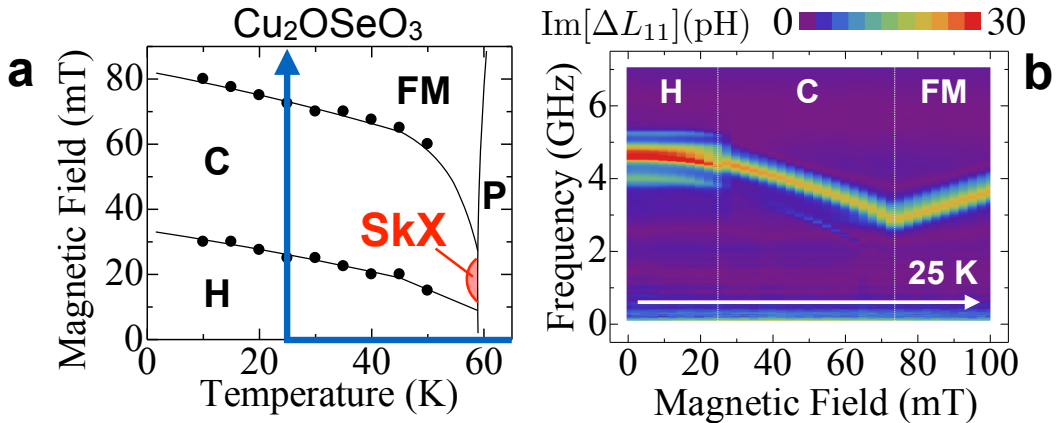 Cu₂OSeO₃
a
Magnetic Field (mT)
80
60
40
20
0
FM
C
P
SkX
H
0 20 40 60
Temperature (K)
Im[ΔL₁₁](pH) 0 30
b
Frequency (GHz)
6
4
2
0
H C FM
25 K
0 20 40 60 80 100
Magnetic Field (mT)